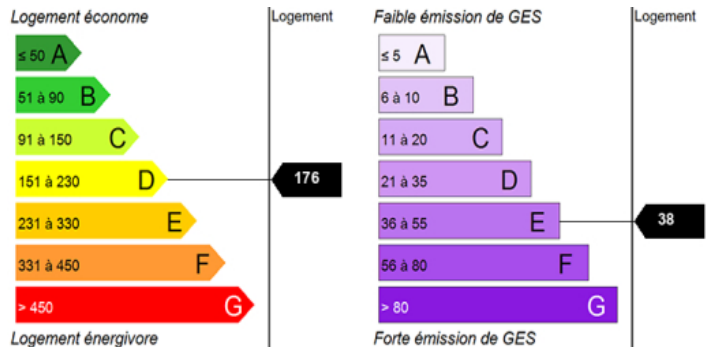 Logement économe
Logement
≤ 50 A
51 à 90 B
91 à 150 C
151 à 230 D
176
231 à 330 E
331 à 450 F
> 450 G
Logement énergivore
Faible émission de GES
Logement
≤ 5 A
6 à 10 B
11 à 20 C
21 à 35 D
36 à 55 E
38
56 à 80 F
> 80 G
Forte émission de GES